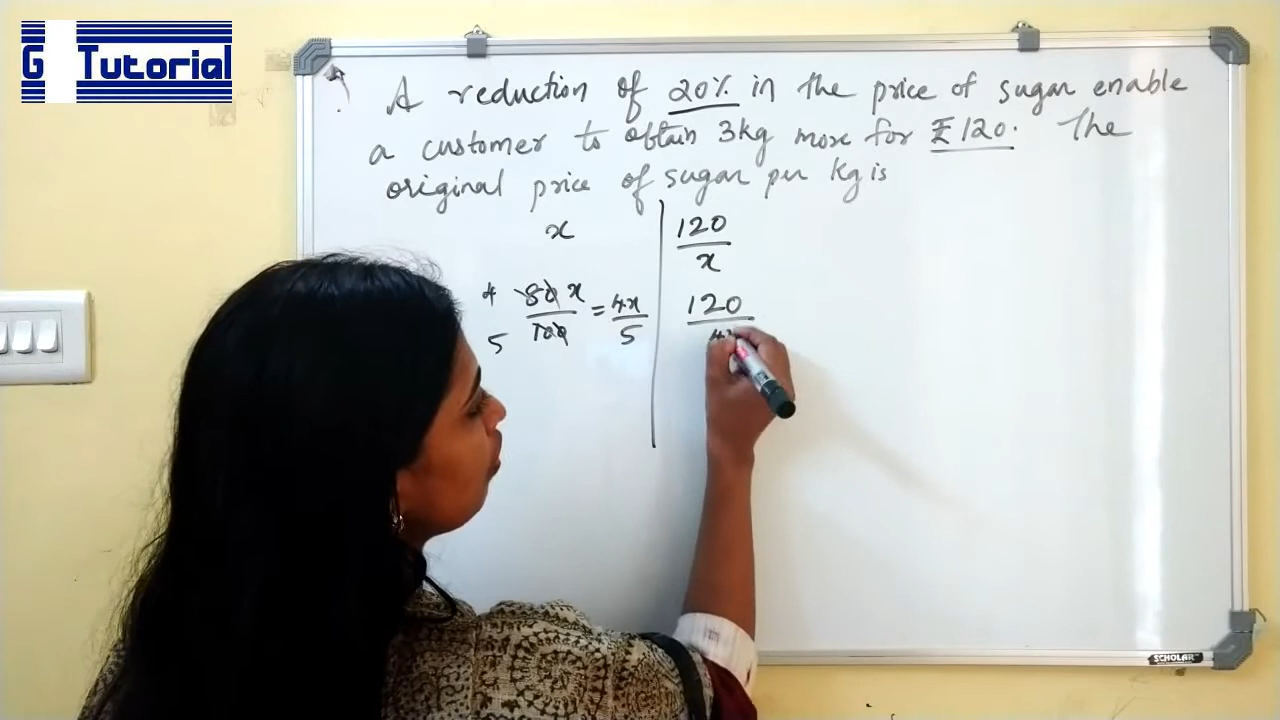 G Tutorial
A reduction of 20% in the price of sugar enable
a customer to obtain 3kg more for ₹120. The
original price of sugar per kg is
x
120
x
4 80 x = 4x
5 100 5
120
4
SCHOLAR